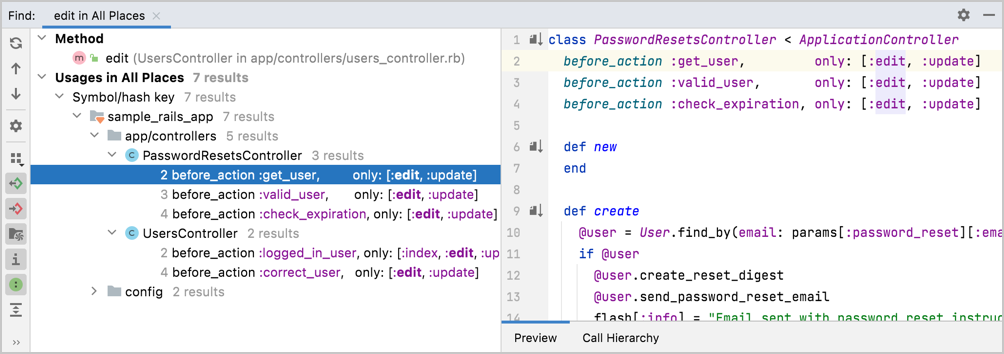 Find: edit in All Places
Method
m edit (UsersController in app/controllers/users_controller.rb)
Usages in All Places 7 results
Symbol/hash key 7 results
sample_rails_app 7 results
app/controllers 5 results
C PasswordResetsController 3 results
2 before_action :get_user, only: [:edit, :update]
3 before_action :valid_user, only: [:edit, :update]
4 before_action :check_expiration, only: [:edit, :update]
C UsersController 2 results
2 before_action :logged_in_user, only: [:index, :edit, :up
4 before_action :correct_user, only: [:edit, :update]
config 2 results
1 class PasswordResetsController < ApplicationController
2 before_action :get_user, only: [:edit, :update]
3 before_action :valid_user, only: [:edit, :update]
4 before_action :check_expiration, only: [:edit, :update]
5
6 def new
7 end
8
9 def create
10 @user = User.find_by(email: params[:password_reset][:ema
11 if @user
12 @user.create_reset_digest
13 @user.send_password_reset_email
14 flash[:info] = "Email sent with password reset instruc
Preview Call Hierarchy